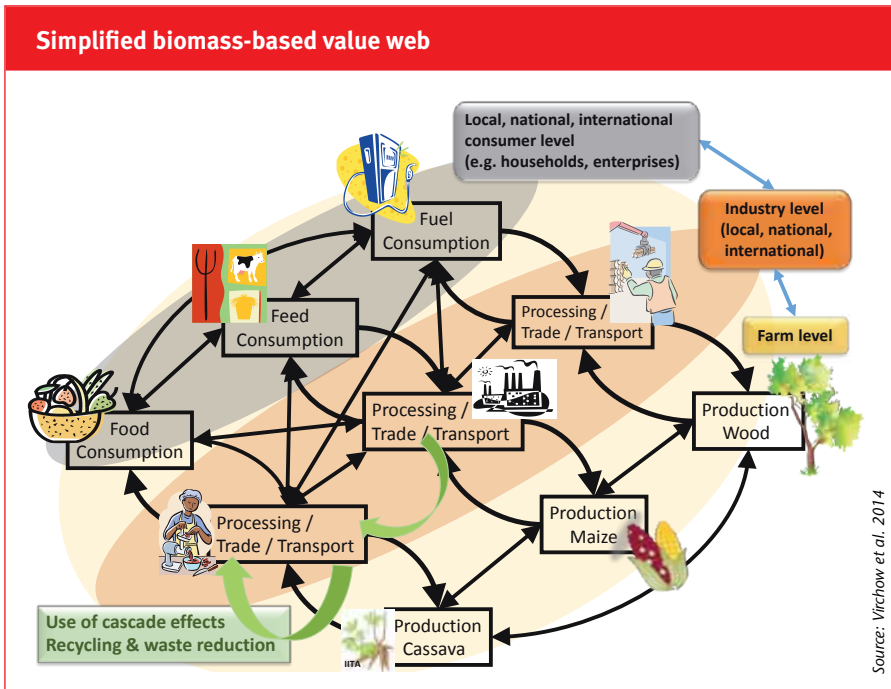 Simplified biomass-based value web
Local, national, international
consumer level
(e.g. households, enterprises)
Industry level
(local, national,
international)
Farm level
Fuel
Consumption
Feed
Consumption
Food
Consumption
Processing /
Trade / Transport
Processing /
Trade / Transport
Processing /
Trade / Transport
Production
Wood
Production
Maize
Production
Cassava
IITA
Use of cascade effects
Recycling & waste reduction
Source: Virchow et al. 2014